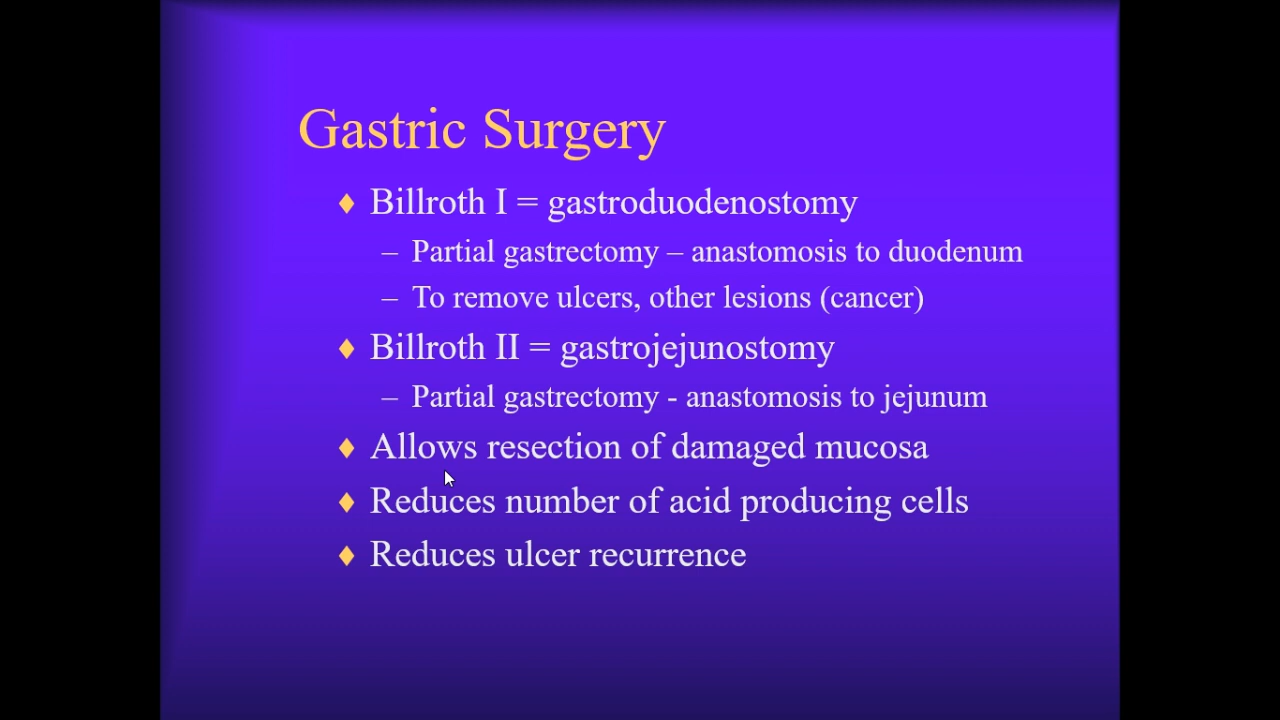 Gastric Surgery
♦ Billroth I = gastroduodenostomy
– Partial gastrectomy – anastomosis to duodenum
– To remove ulcers, other lesions (cancer)
♦ Billroth II = gastrojejunostomy
– Partial gastrectomy - anastomosis to jejunum
♦ Allows resection of damaged mucosa
♦ Reduces number of acid producing cells
♦ Reduces ulcer recurrence